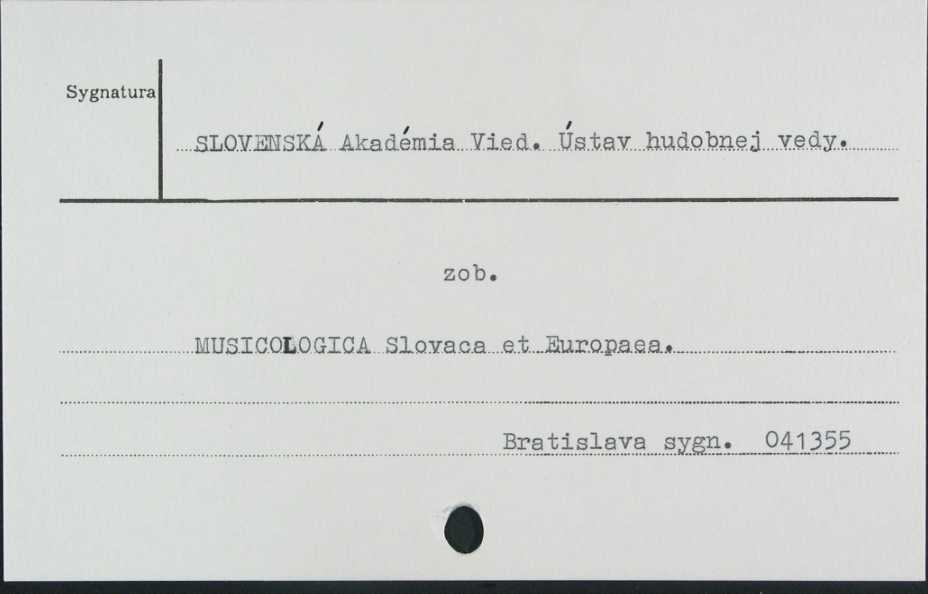 Sygnatura
SLOVENSKÁ Akadémia Vied. Ústav hudobnej vedy.
zob.
MUSICOLOGICA Slovaca et Europaea.
Bratislava sygn. 041355